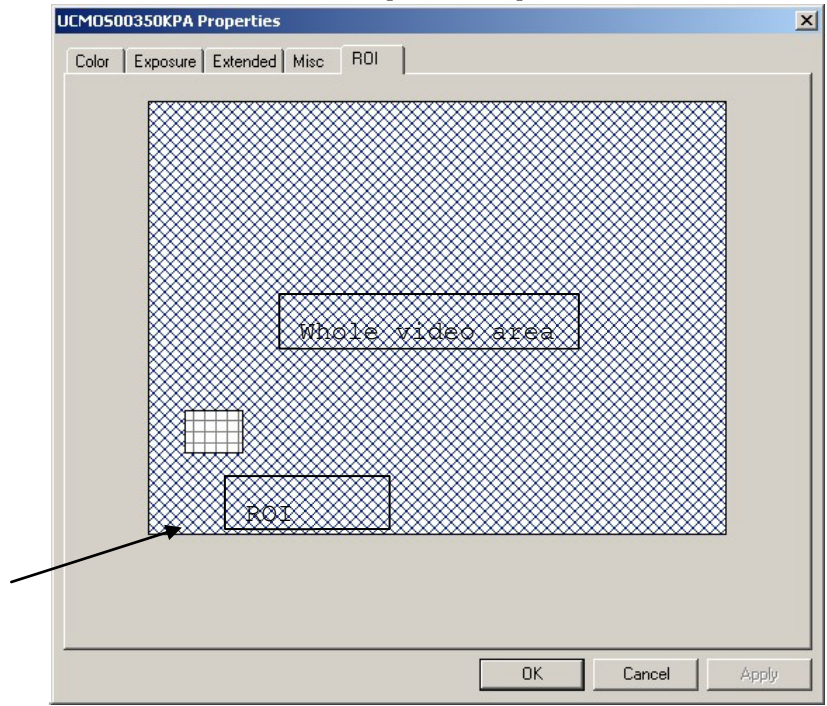 UCMOS00350KPA Properties
Color Exposure Extended Misc ROI
Whole video area
ROI
OK Cancel Apply